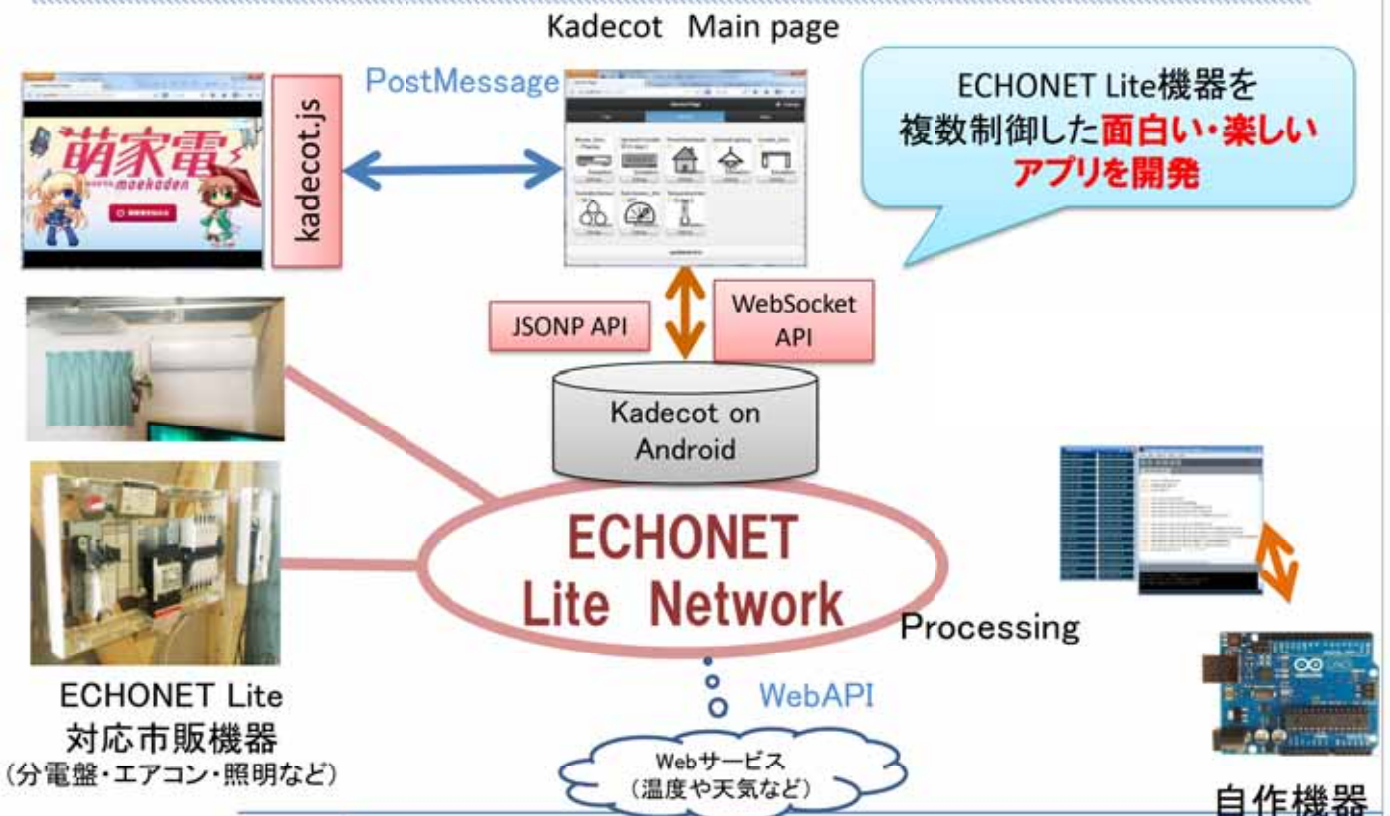 Kadecot Main page
PostMessage
kadecot.js
萌家電
moekaden
ECHONET Lite機器を
複数制御した面白い・楽しい
アプリを開発
JSONP API
WebSocket
API
Kadecot on
Android
ECHONET
Lite Network
Processing
ECHONET Lite
対応市販機器
(分電盤・エアコン・照明など)
WebAPI
Webサービス
(温度や天気など)
自作機器